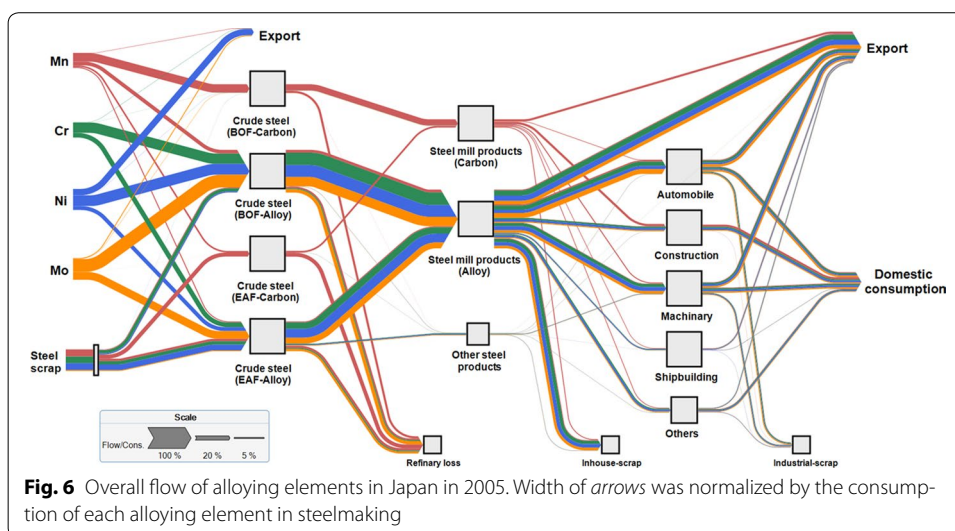 Export
Mn
Crude steel
(BOF-Carbon)
Export
Cr
Steel mill products
(Carbon)
Automobile
Ni
Crude steel
(BOF-Alloy)
Construction
Mo
Crude steel
(EAF-Carbon)
Steel mill products
(Alloy)
Domestic
consumption
Machinary
Steel
scrap
Crude steel
(EAF-Alloy)
Other steel
products
Shipbuilding
Others
Scale
Flow/Cons.
100 % 20 % 5 %
Refinary loss
Inhouse-scrap
Industrial-scrap
Fig. 6 Overall flow of alloying elements in Japan in 2005. Width of arrows was normalized by the consump-
tion of each alloying element in steelmaking